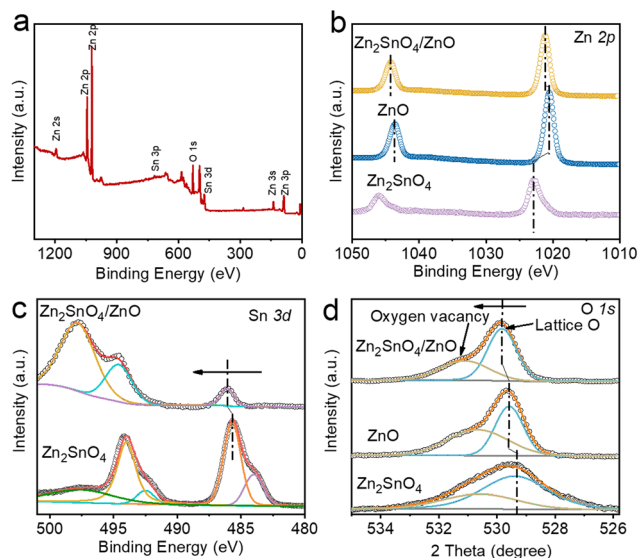 a
Zn 2s
Zn 2p
Zn 2p
Sn 3p
O 1s
Sn 3d
Zn 3s
Zn 3p
Intensity (a.u.)
1200 900 600 300 0
Binding Energy (eV)
b
Zn 2p
Zn₂SnO₄/ZnO
ZnO
Zn₂SnO₄
Intensity (a.u.)
1050 1040 1030 1020 1010
Binding Energy (eV)
c
Sn 3d
Zn₂SnO₄/ZnO
Zn₂SnO₄
Intensity (a.u.)
500 495 490 485 480
Binding Energy (eV)
d
O 1s
Oxygen vacancy
Lattice O
Zn₂SnO₄/ZnO
ZnO
Zn₂SnO₄
Intensity (a.u.)
534 532 530 528 526
2 Theta (degree)